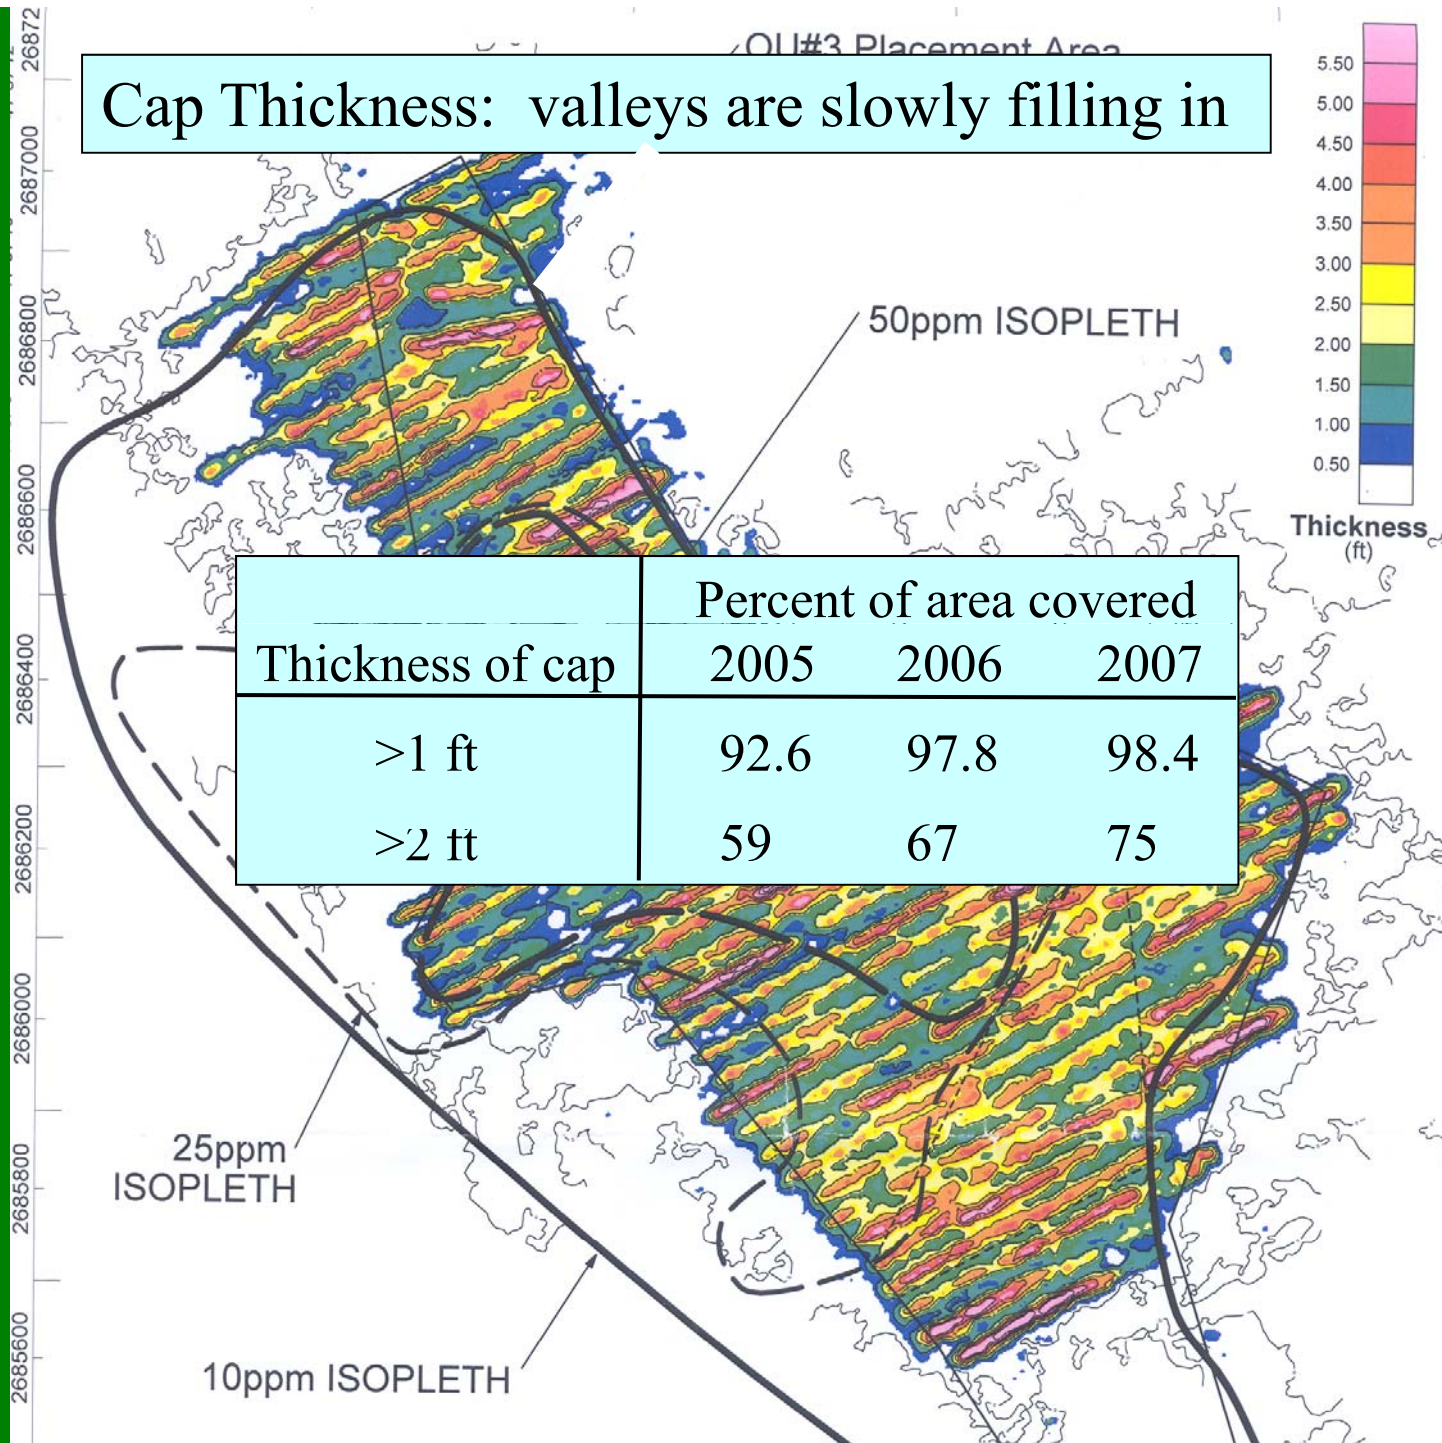 OU#3 Placement Area
Cap Thickness: valleys are slowly filling in
5.50
5.00
4.50
4.00
3.50
3.00
2.50
2.00
1.50
1.00
0.50
Thickness
(ft)
26872
2687000
2686800
2686600
2686400
2686200
2686000
2685800
2685600
50ppm ISOPLETH
Percent of area covered
Thickness of cap 2005 2006 2007
>1 ft 92.6 97.8 98.4
>2 ft 59 67 75
25ppm
ISOPLETH
10ppm ISOPLETH